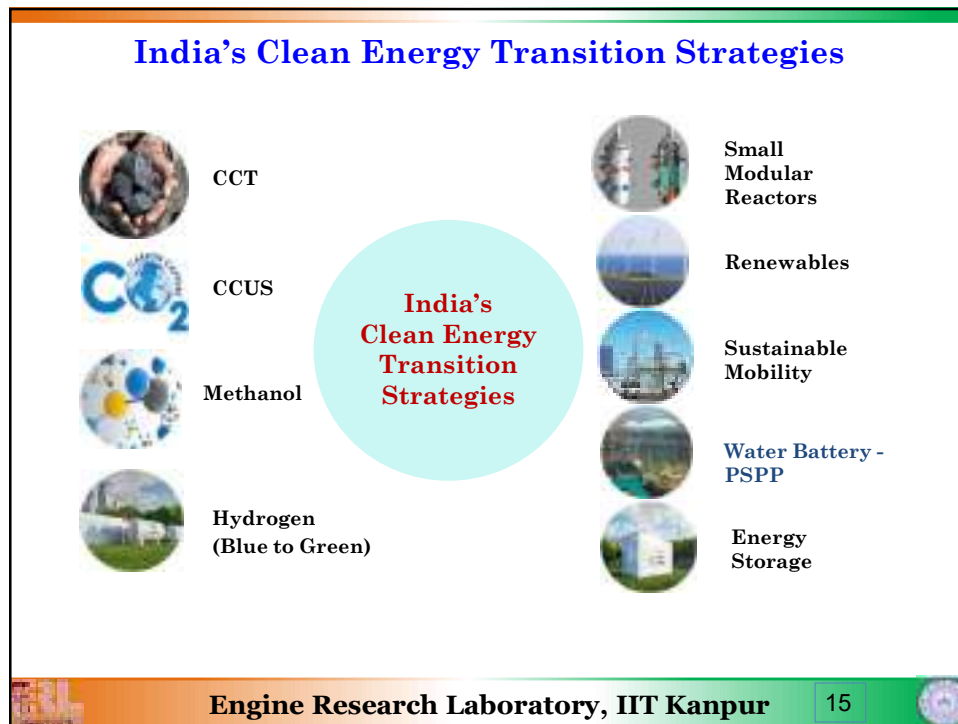 India’s Clean Energy Transition Strategies
CCT
CCUS
Methanol
Hydrogen
(Blue to Green)
India’s
Clean Energy
Transition
Strategies
Small
Modular
Reactors
Renewables
Sustainable
Mobility
Water Battery -
PSPP
Energy
Storage
CO2
Engine Research Laboratory, IIT Kanpur
15